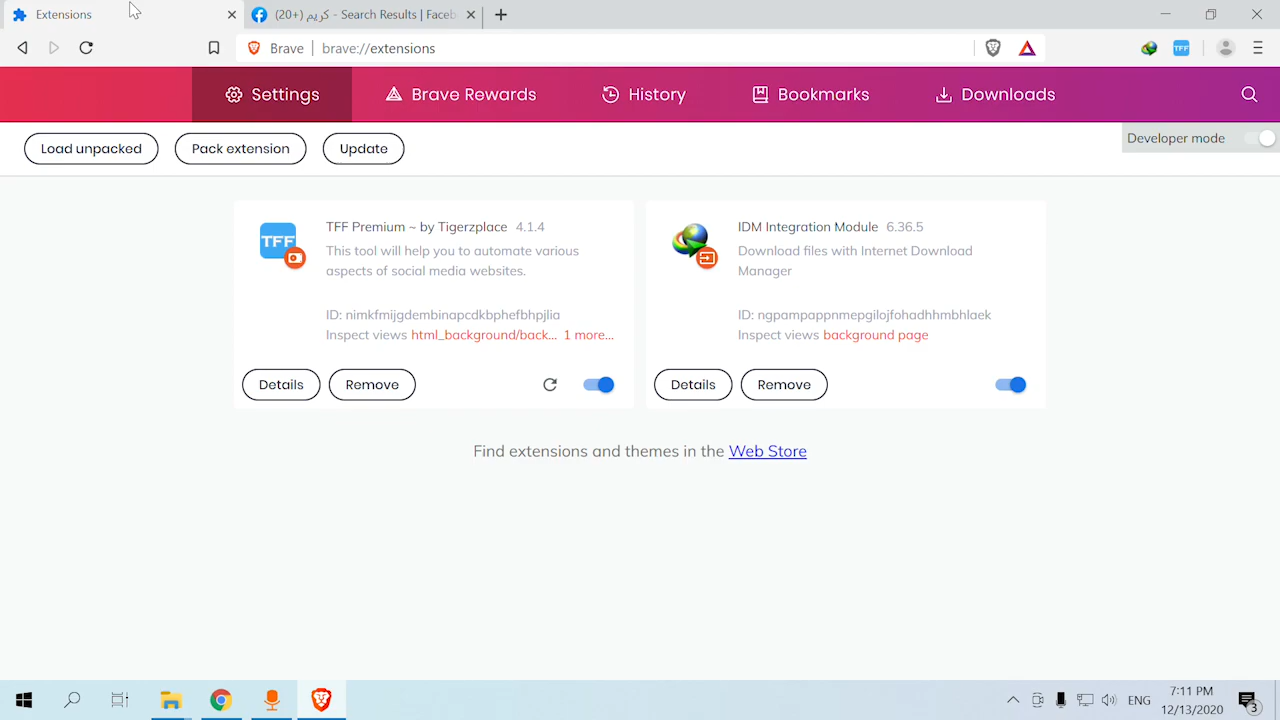 Extensions
(20+) كريم - Search Results | Faceb
Brave
brave://extensions
TFF
Settings
Brave Rewards
History
Bookmarks
Downloads
Load unpacked
Pack extension
Update
Developer mode
TFF
TFF Premium ~ by Tigerzplace 4.1.4
This tool will help you to automate various
aspects of social media websites.
ID: nimkfmijgdembinapcdkbphefbhpjlia
Inspect views html_background/back... 1 more...
Details
Remove
IDM Integration Module 6.36.5
Download files with Internet Download
Manager
ID: ngpampappnmepgilojfohadhhmbhlaek
Inspect views background page
Details
Remove
Find extensions and themes in the Web Store
ENG
7:11 PM
12/13/2020
3